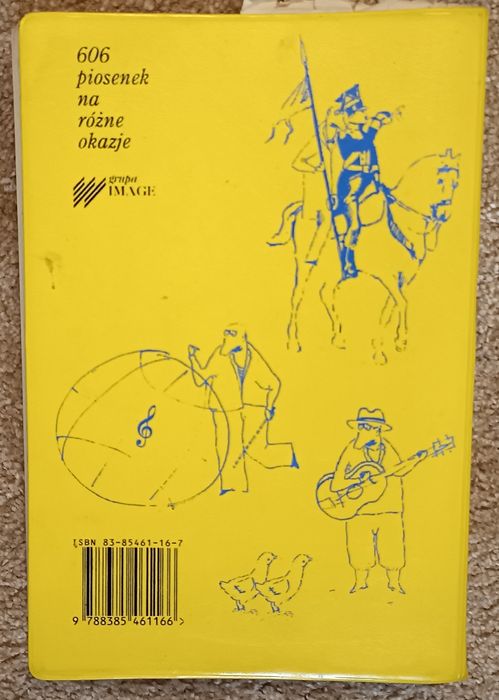 606
piosenek
na
różne
okazje
grupa
IMAGE
ISBN 83-85461-16-7
9 788385 461166 >